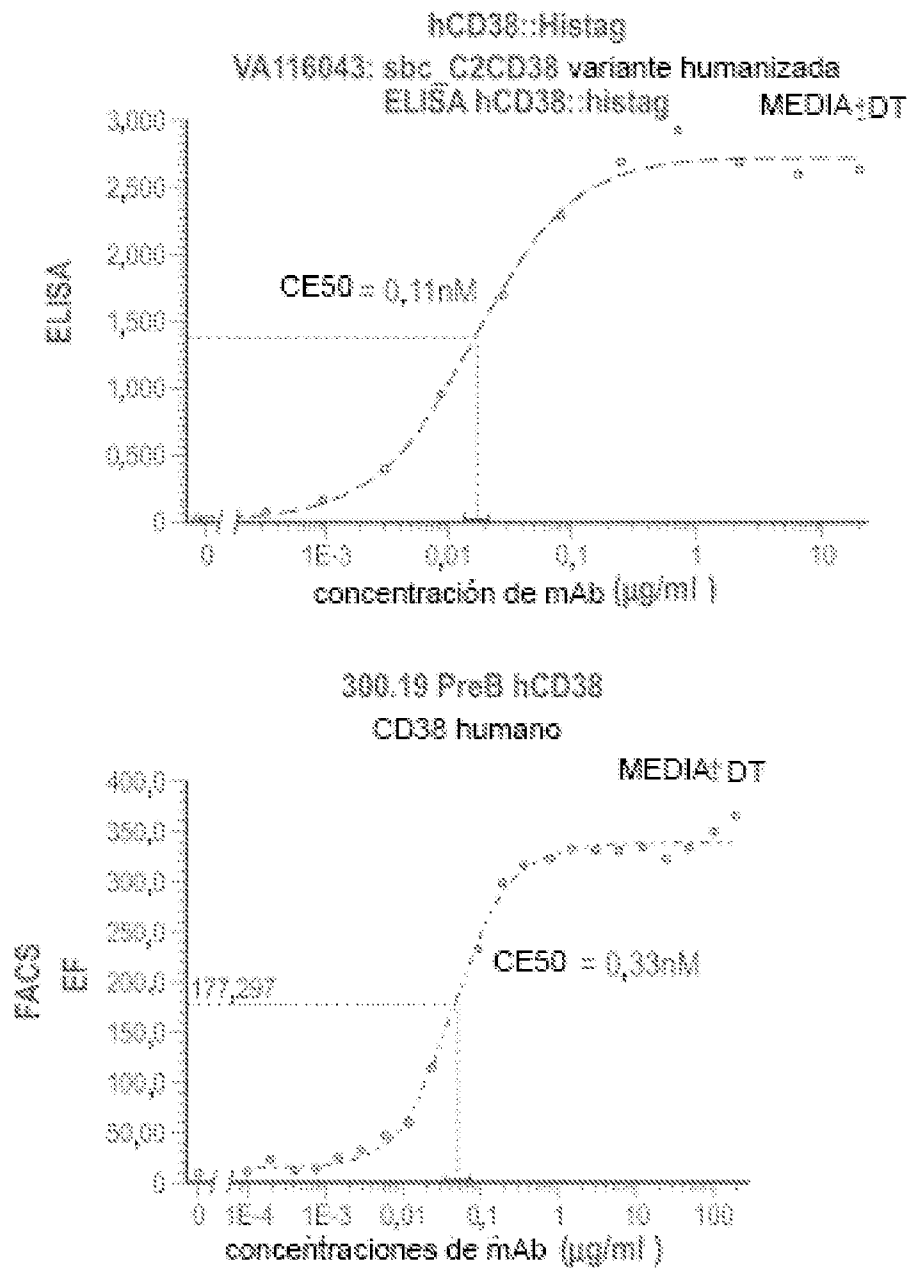 hCD38::Histag
VA116043: sbc_C2CD38 variante humanizada
ELISA hCD38::histag
MEDIA±DT
3,000
2,500
2,000
1,500
1,000
0,500
0
ELISA
CE50 = 0,11nM
0 1E-3 0,01 0,1 1 10
concentración de mAb (µg/ml )
300.19 PreB hCD38
CD38 humano
MEDIA± DT
400,0
350,0
300,0
250,0
200,0
150,0
100,0
50,00
0
FACS
EF
177,297
CE50 = 0,33nM
0 1E-4 1E-3 0,01 0,1 1 10 100
concentraciones de mAb (µg/ml )